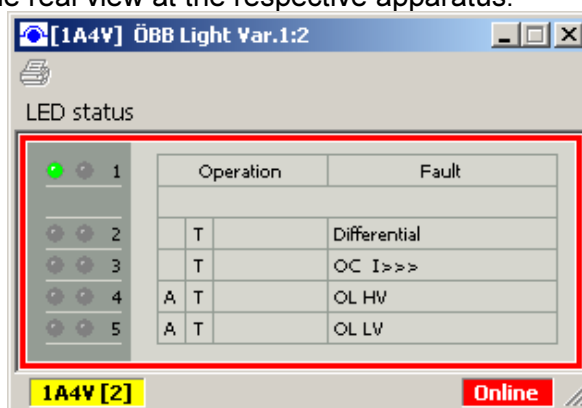 e real view at the respective apparatus.
[1A4V] ÖBB Light Var.1:2
LED status
1 Operation Fault
2 T Differential
3 T OC I>>>
4 A T OL HV
5 A T OL LV
1A4V [2] Online